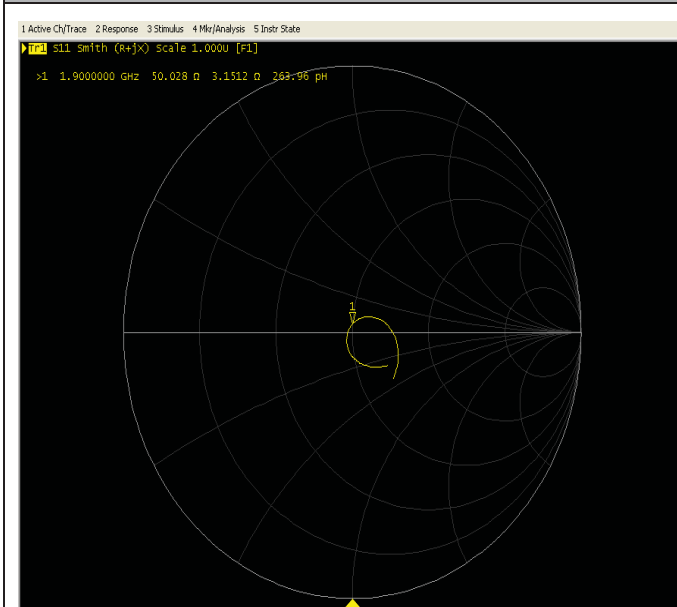 1 Active Ch/Trace 2 Response 3 Stimulus 4 Mkr/Analysis 5 Instr State
Tr1 S11 Smith (R+jX) Scale 1.000U [F1]
>1 1.9000000 GHz 50.028 Ω 3.1512 Ω 263.96 pH
1